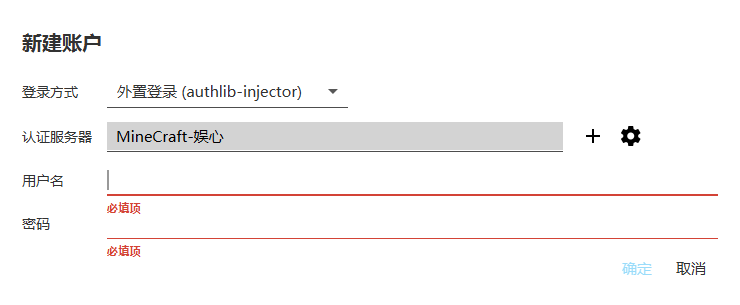 新建账户
登录方式 外置登录 (authlib-injector)
认证服务器 MineCraft-娱心
用户名
必填项
密码
必填项
确定 取消